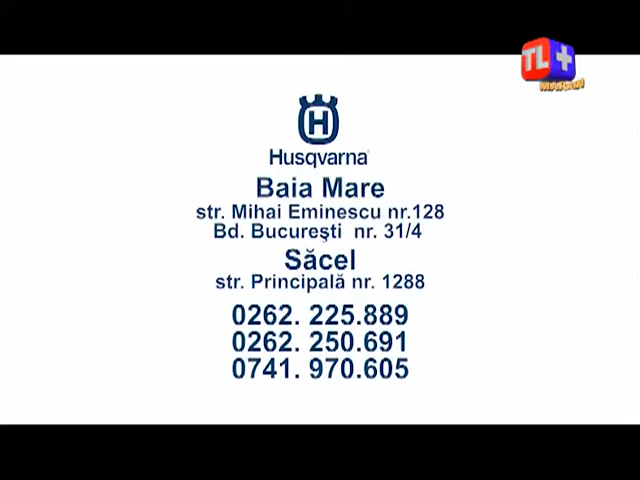 TL+
H
Husqvarna
Baia Mare
str. Mihai Eminescu nr.128
Bd. Bucureşti nr. 31/4
Săcel
str. Principală nr. 1288
0262. 225.889
0262. 250.691
0741. 970.605